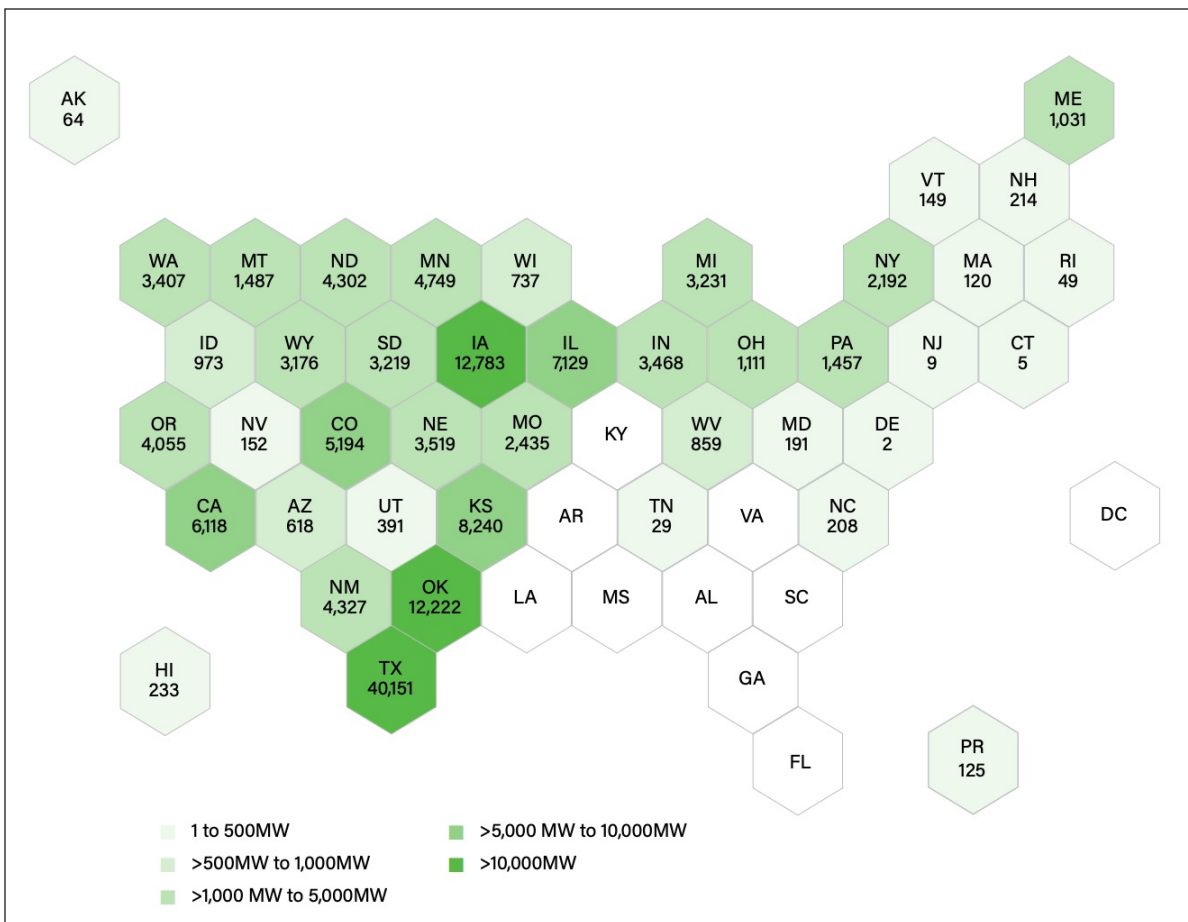 AK
64
ME
1,031
VT
149
NH
214
WA
3,407
MT
1,487
ND
4,302
MN
4,749
WI
737
MI
3,231
NY
2,192
MA
120
RI
49
ID
973
WY
3,176
SD
3,219
IA
12,783
IL
7,129
IN
3,468
OH
1,111
PA
1,457
NJ
9
CT
5
OR
4,055
NV
152
CO
5,194
NE
3,519
MO
2,435
KY
WV
859
MD
191
DE
2
CA
6,118
AZ
618
UT
391
KS
8,240
AR
TN
29
VA
NC
208
DC
NM
4,327
OK
12,222
LA
MS
AL
SC
HI
233
TX
40,151
GA
FL
PR
125
1 to 500MW
>500MW to 1,000MW
>1,000 MW to 5,000MW
>5,000 MW to 10,000MW
>10,000MW